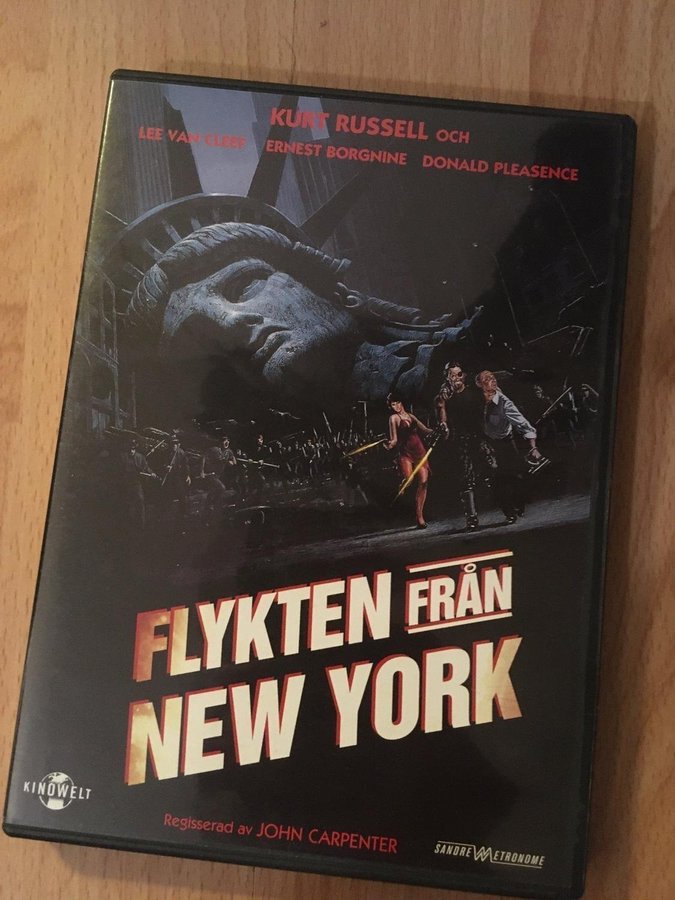 KURT RUSSELL OCH
LEE VAN CLEEF ERNEST BORGNINE DONALD PLEASENCE
FLYKTEN FRÅN
NEW YORK
KINOWELT
Regisserad av JOHN CARPENTER
SANDREW METRONOME